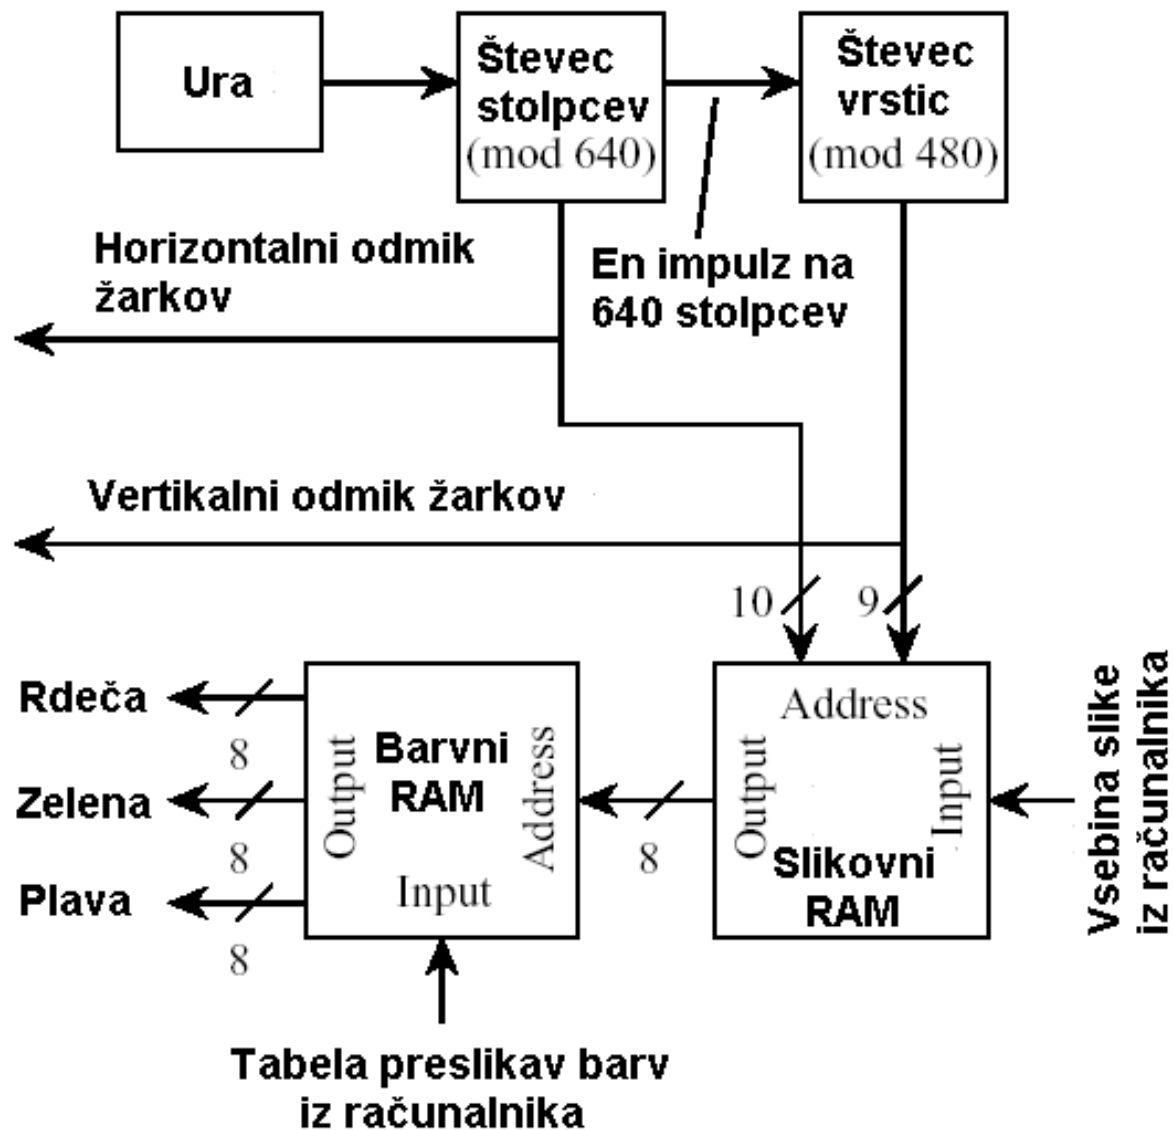 Ura
Števec
stolpcev
(mod 640)
Števec
vrstic
(mod 480)
Horizontalni odmik
žarkov
En impulz na
640 stolpcev
Vertikalni odmik žarkov
10
9
Rdeča
8
Zelena
8
Plava
8
Output
Barvni
RAM
Address
Input
8
Address
Output
Input
Slikovni
RAM
Vsebina slike
iz računalnika
Tabela preslikav barv
iz računalnika